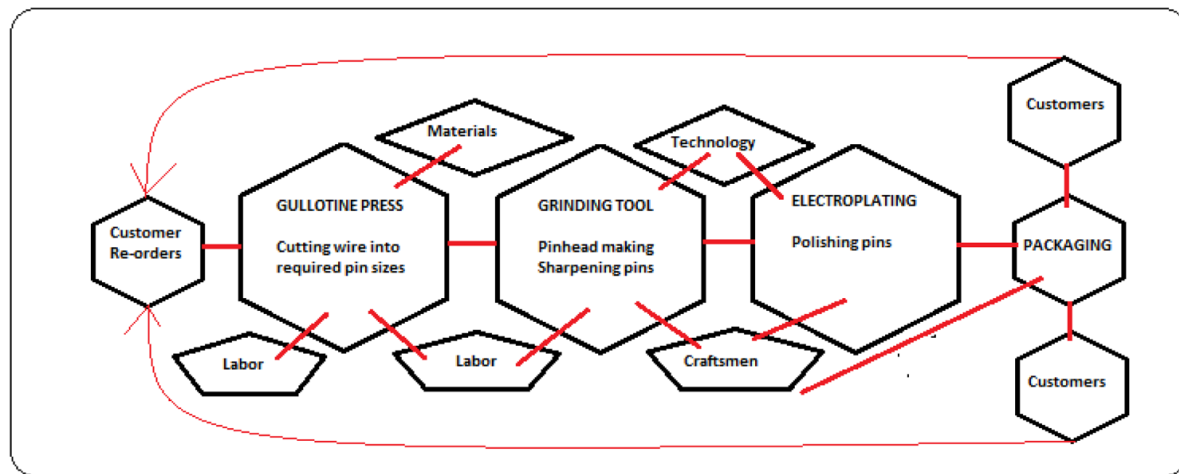 Customers
Materials
Technology
GULLOTINE PRESS
Cutting wire into
required pin sizes
GRINDING TOOL
Pinhead making
Sharpening pins
ELECTROPLATING
Polishing pins
Customer
Re-orders
PACKAGING
Labor
Labor
Craftsmen
Customers